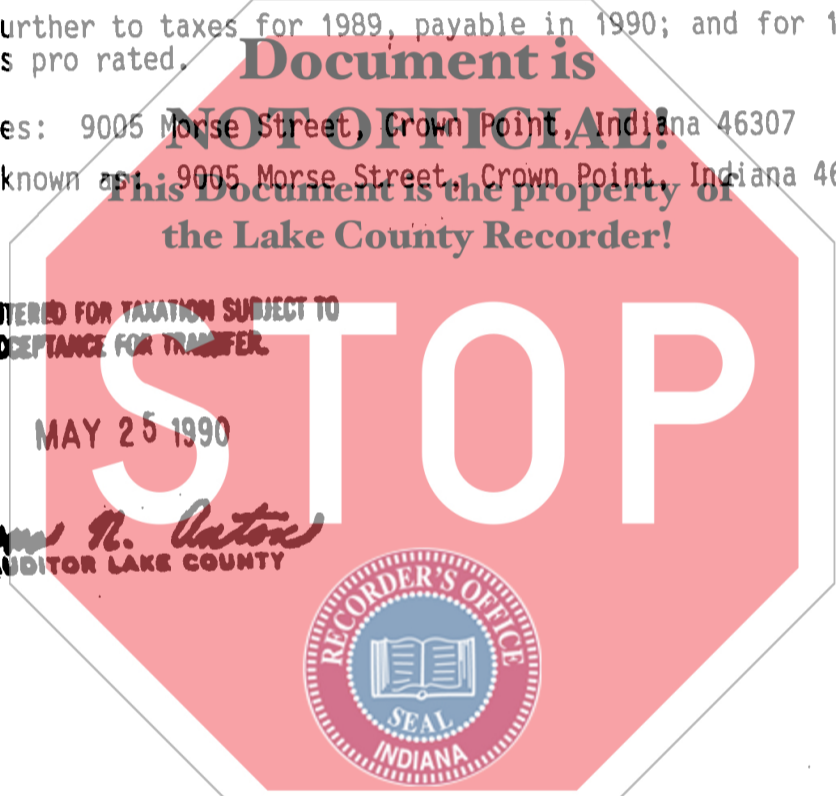 urther to taxes for 1989, payable in 1990; and for 1
s pro rated.
Document is
NOT OFFICIAL!
es: 9005 Morse Street, Crown Point, Indiana 46307
known as: 9005 Morse Street, Crown Point, Indiana 46
This Document is the property of
the Lake County Recorder!
TERED FOR TAXATION SUBJECT TO
CCEPTANCE FOR TRANSFER.
STOP
MAY 25 1990
N. Anton
AUDITOR LAKE COUNTY
RECORDER'S OFFICE
SEAL
INDIANA